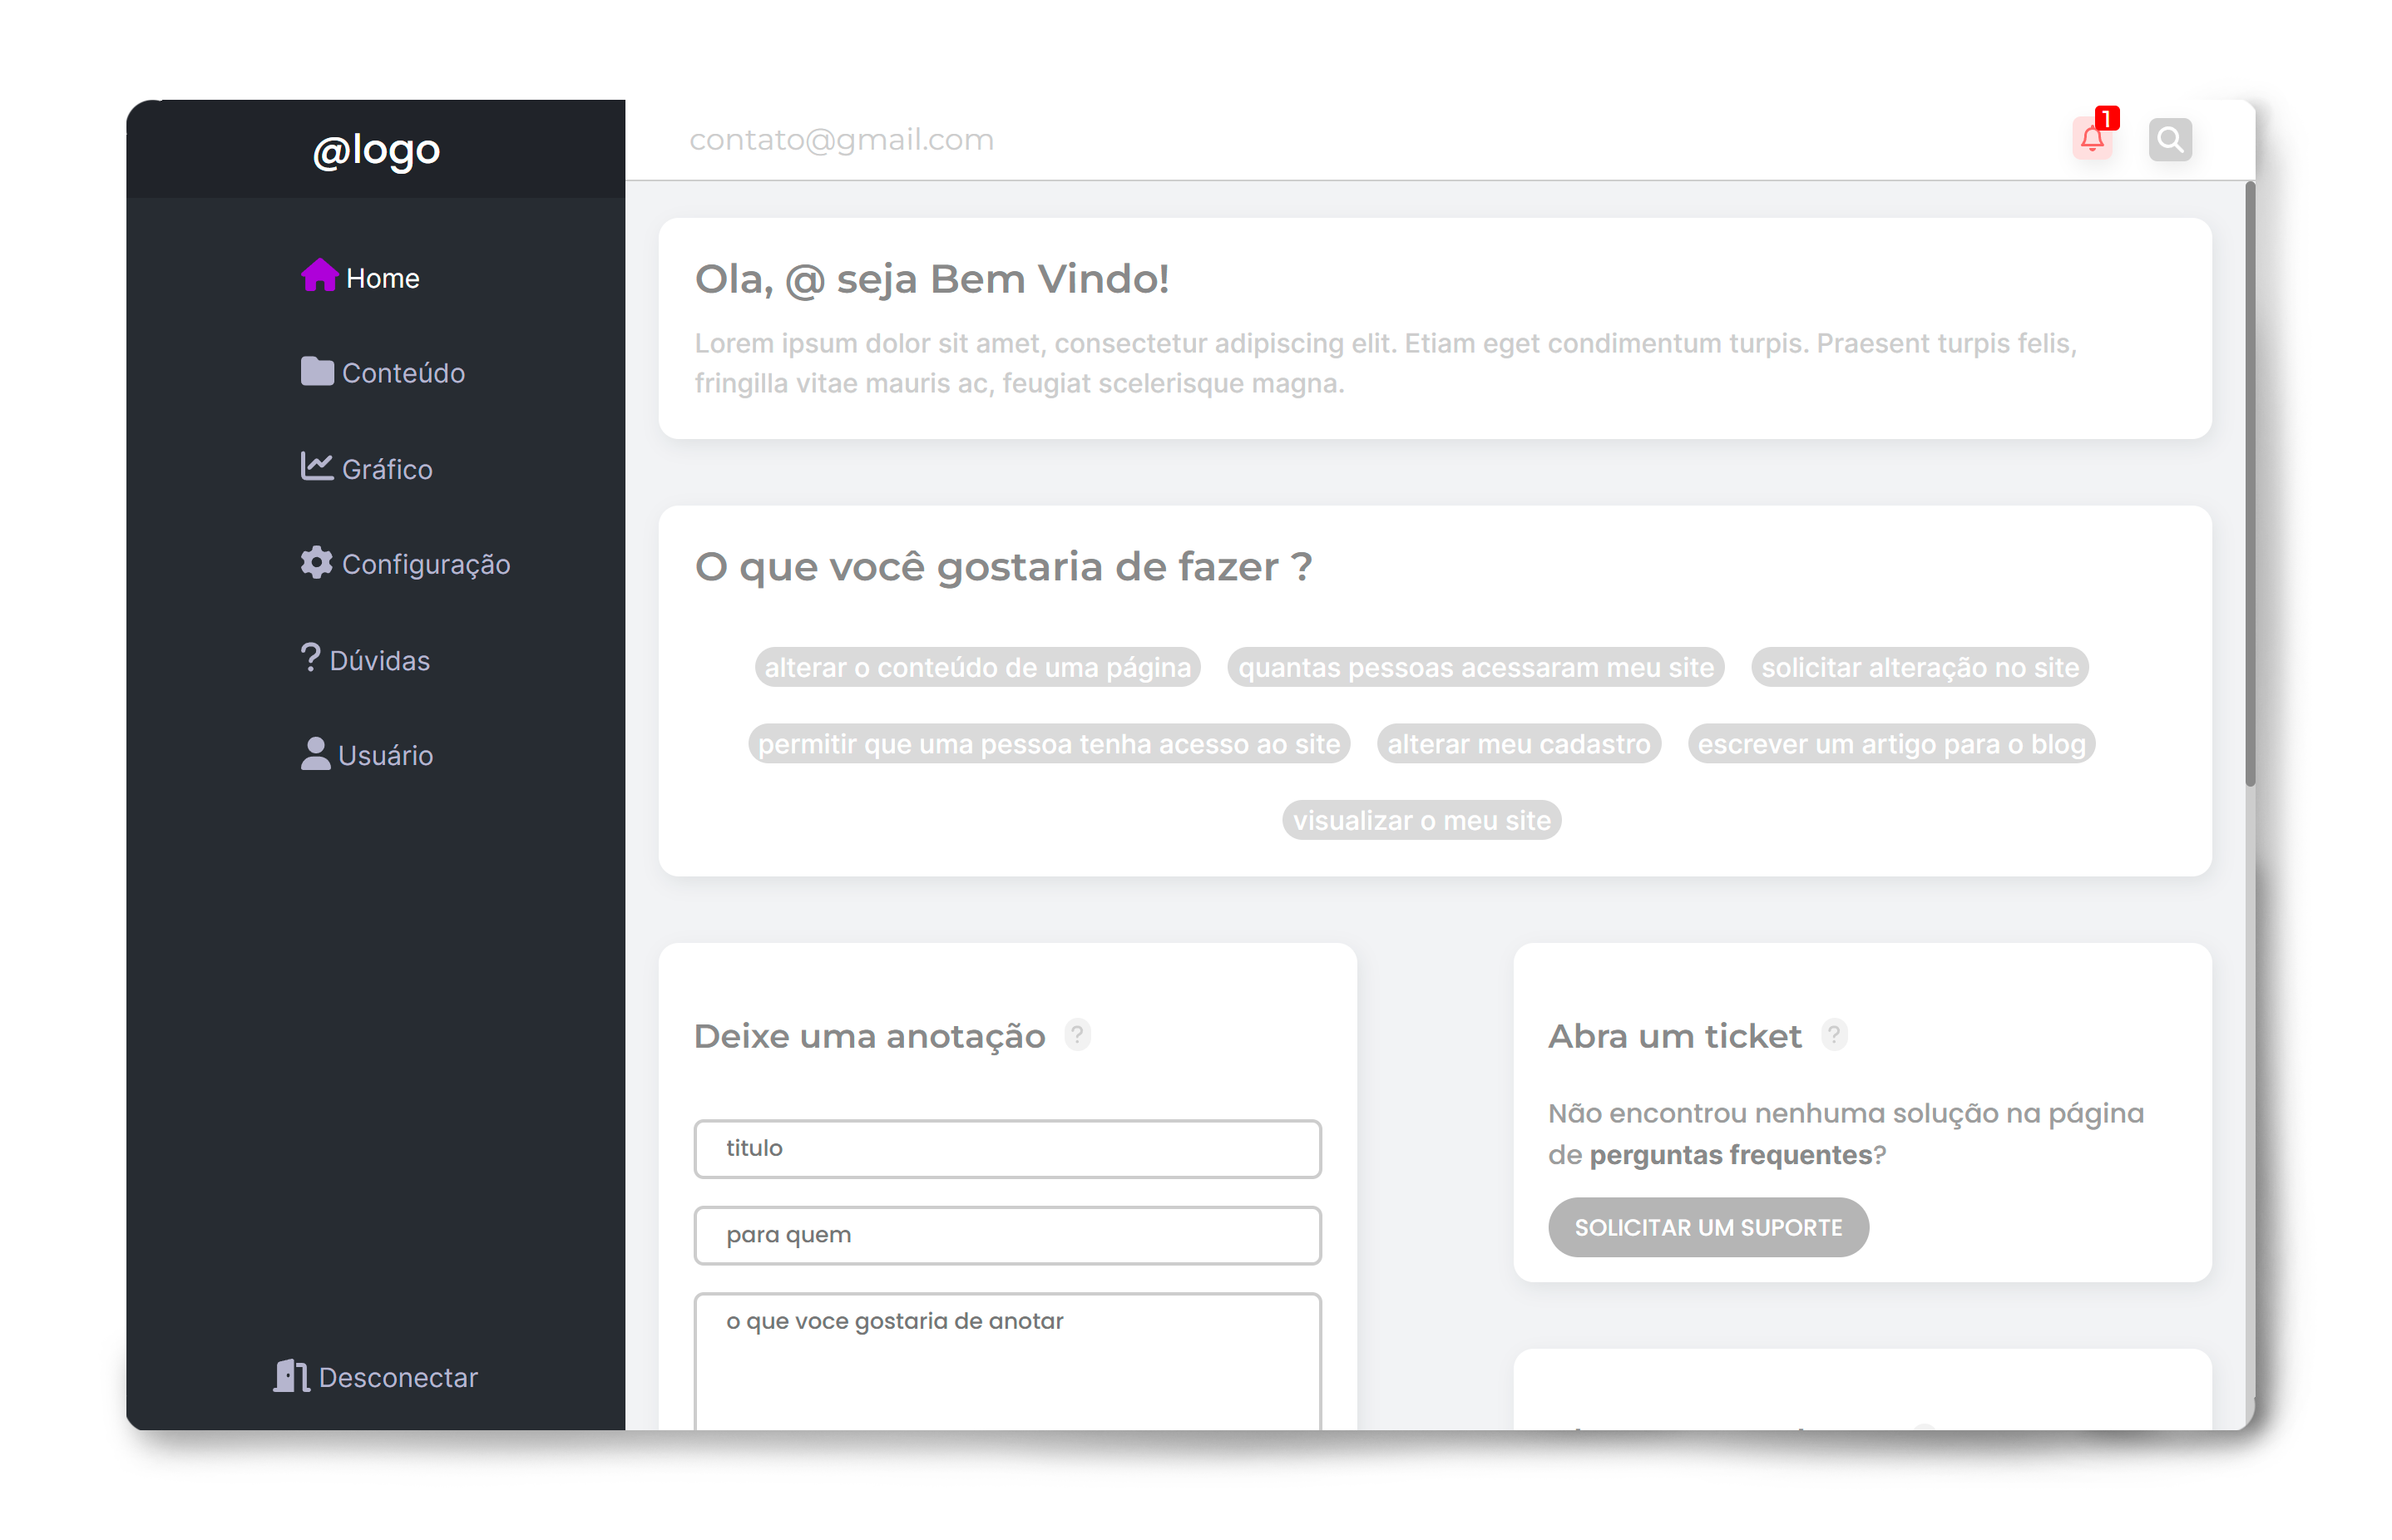 @logo
Home
Conteúdo
Gráfico
Configuração
Dúvidas
Usuário
Desconectar
contato@gmail.com
1
Ola, @ seja Bem Vindo!
Lorem ipsum dolor sit amet, consectetur adipiscing elit. Etiam eget condimentum turpis. Praesent turpis felis,
fringilla vitae mauris ac, feugiat scelerisque magna.
O que você gostaria de fazer ?
alterar o conteúdo de uma página
quantas pessoas acessaram meu site
solicitar alteração no site
permitir que uma pessoa tenha acesso ao site
alterar meu cadastro
escrever um artigo para o blog
visualizar o meu site
Deixe uma anotação ?
titulo
para quem
o que voce gostaria de anotar
Abra um ticket ?
Não encontrou nenhuma solução na página
de perguntas frequentes?
SOLICITAR UM SUPORTE